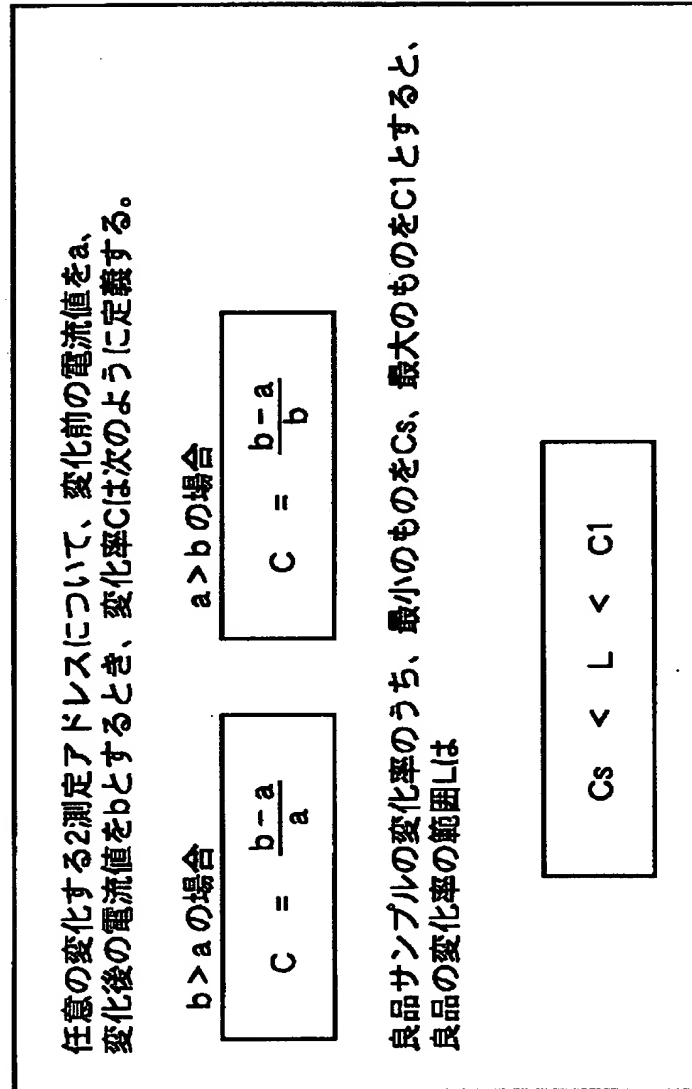 任意の変化する2測定アドレスについて、変化前の電流値をa、
変化後の電流値をbとするとき、変化率Cは次のように定義する。
b>aの場合
C = (b-a)/a
a>bの場合
C = (b-a)/b
良品サンプルの変化率のうち、最小のものをCs、最大のものをC1とすると、
良品の変化率の範囲Lは
Cs < L < C1